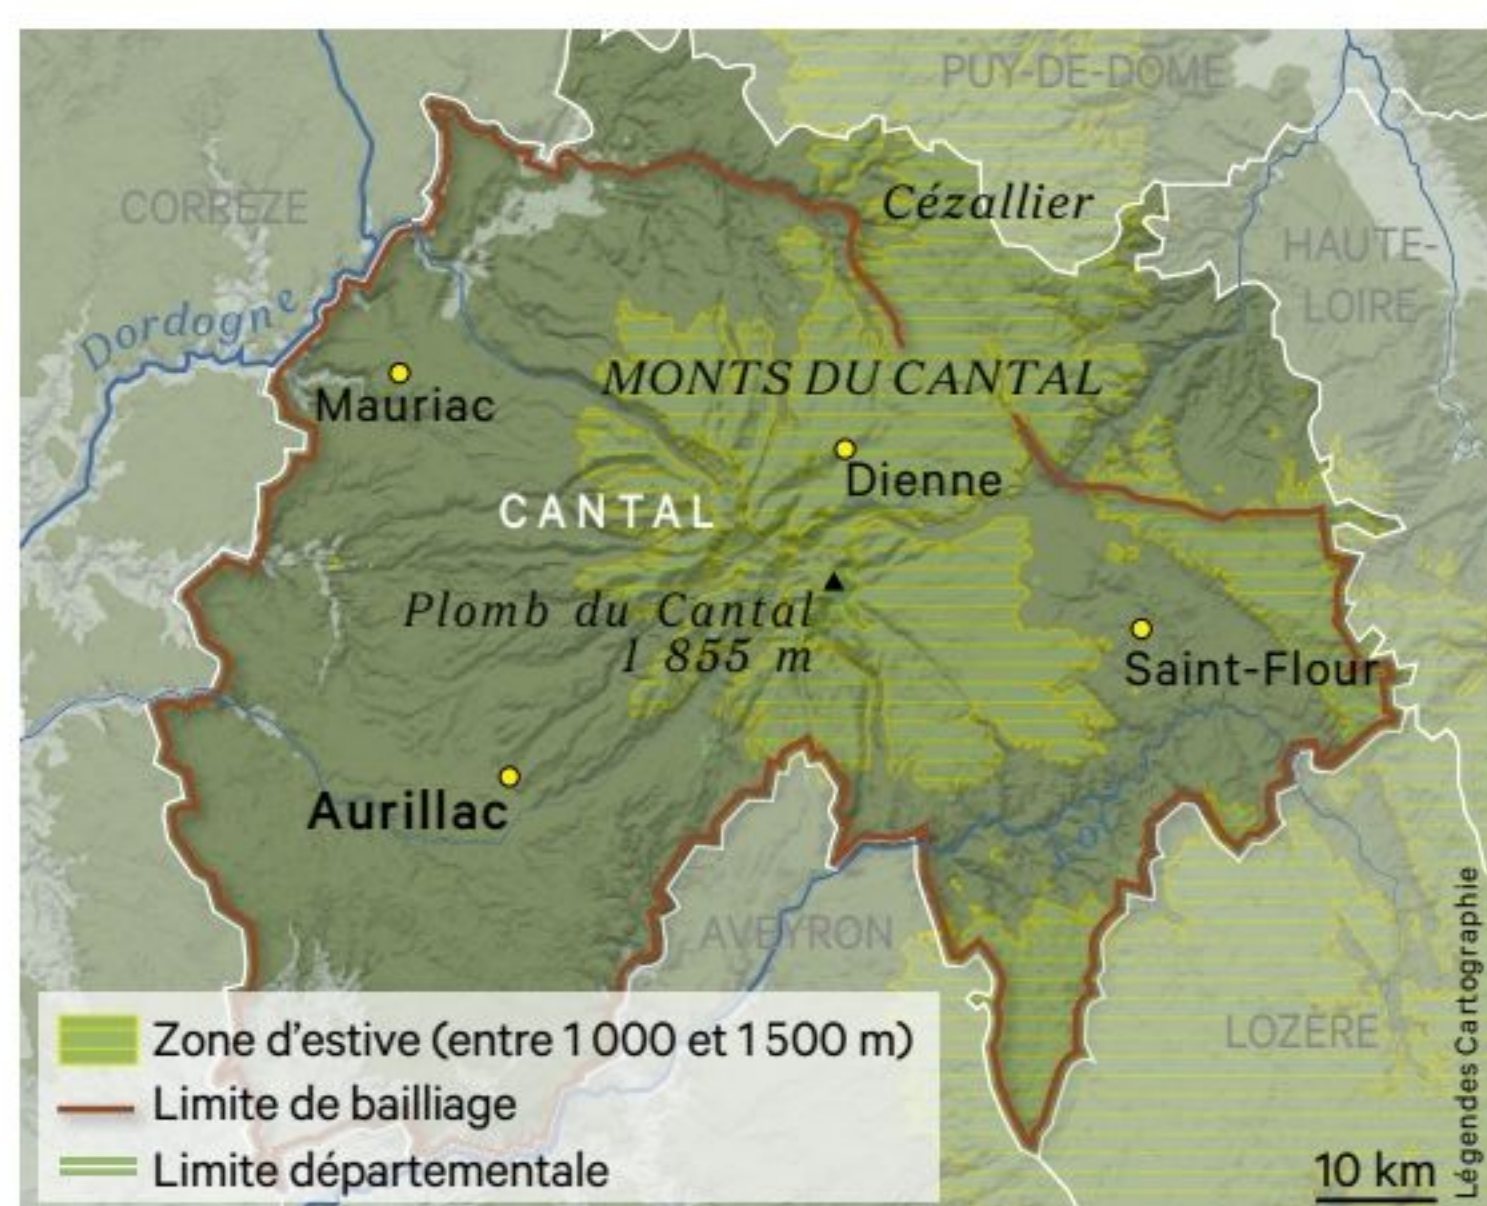 PUY-DE-DOME
CORREZE
Cézallier
HAUTE-
LOIRE
Dordogne
MONTS DU CANTAL
Mauriac
Dienne
CANTAL
Plomb du Cantal
1 855 m
Saint-Flour
Aurillac
Lot
AVEYRON
LOZÈRE
Zone d’estive (entre 1 000 et 1 500 m)
Limite de bailliage
Limite départementale
10 km
Légendes Cartographie